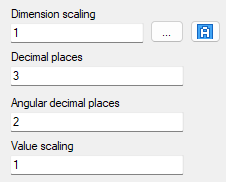 Dimension scaling
1 ... A
Decimal places
3
Angular decimal places
2
Value scaling
1